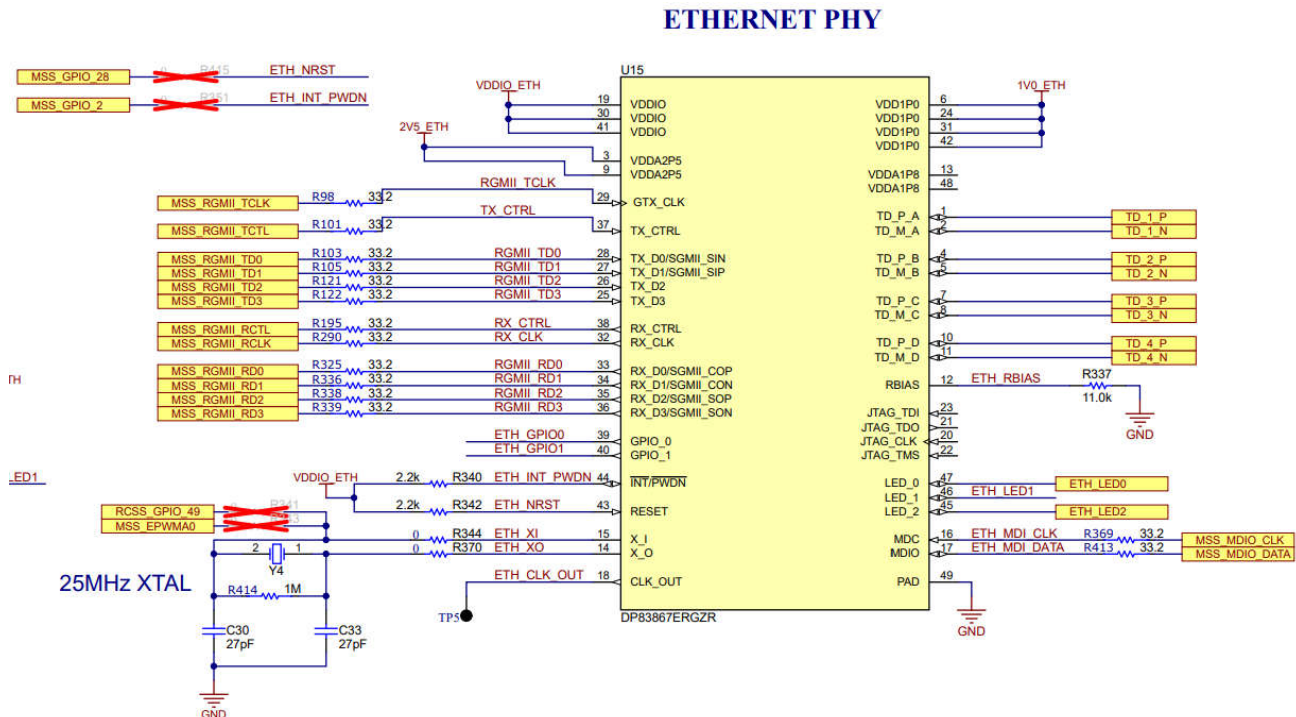 ETHERNET PHY
MSS_GPIO_28 0 R415 ETH_NRST
MSS_GPIO_2 0 R351 ETH_INT_PWDN
U15
VDDIO_ETH 19 VDDIO VDD1P0 6 1V0_ETH
30 VDDIO VDD1P0 24
41 VDDIO VDD1P0 31
2V5_ETH VDD1P0 42
3 VDDA2P5
9 VDDA2P5 VDDA1P8 13
VDDA1P8 48
MSS_RGMII_TCLK R98 33.2 RGMII_TCLK 29 GTX_CLK
TD_P_A 1 TD_1_P
MSS_RGMII_TCTL R101 33.2 TX_CTRL 37 TX_CTRL TD_M_A 2 TD_1_N
MSS_RGMII_TD0 R103 33.2 RGMII_TD0 28 TX_D0/SGMII_SIN TD_P_B 4 TD_2_P
MSS_RGMII_TD1 R105 33.2 RGMII_TD1 27 TX_D1/SGMII_SIP TD_M_B 5 TD_2_N
MSS_RGMII_TD2 R121 33.2 RGMII_TD2 26 TX_D2
MSS_RGMII_TD3 R122 33.2 RGMII_TD3 25 TX_D3 TD_P_C 7 TD_3_P
TD_M_C 8 TD_3_N
MSS_RGMII_RCTL R195 33.2 RX_CTRL 38 RX_CTRL
MSS_RGMII_RCLK R290 33.2 RX_CLK 32 RX_CLK TD_P_D 10 TD_4_P
TD_M_D 11 TD_4_N
MSS_RGMII_RD0 R325 33.2 RGMII_RD0 33 RX_D0/SGMII_COP
TH MSS_RGMII_RD1 R336 33.2 RGMII_RD1 34 RX_D1/SGMII_CON RBIAS 12 ETH_RBIAS R337
MSS_RGMII_RD2 R338 33.2 RGMII_RD2 35 RX_D2/SGMII_SOP 11.0k
MSS_RGMII_RD3 R339 33.2 RGMII_RD3 36 RX_D3/SGMII_SON JTAG_TDI 23
JTAG_TDO 21 GND
ETH_GPIO0 39 GPIO_0 JTAG_CLK 20
ETH_GPIO1 40 GPIO_1 JTAG_TMS 22
LED1 VDDIO_ETH 2.2k R340 ETH_INT_PWDN 44 INT/PWDN LED_0 47 ETH_LED0
LED_1 46 ETH_LED1
RCSS_GPIO_49 0 R341 2.2k R342 ETH_NRST 43 RESET LED_2 45 ETH_LED2
MSS_EPWMA0
0 R344 ETH_XI 15 X_I MDC 16 ETH_MDI_CLK R369 33.2 MSS_MDIO_CLK
2 1 0 R370 ETH_XO 14 X_O MDIO 17 ETH_MDI_DATA R413 33.2 MSS_MDIO_DATA
Y4
25MHz XTAL ETH_CLK_OUT 18 CLK_OUT PAD 49
R414 1M
TP5 DP83867ERGZR
C30 C33 GND
27pF 27pF
GND